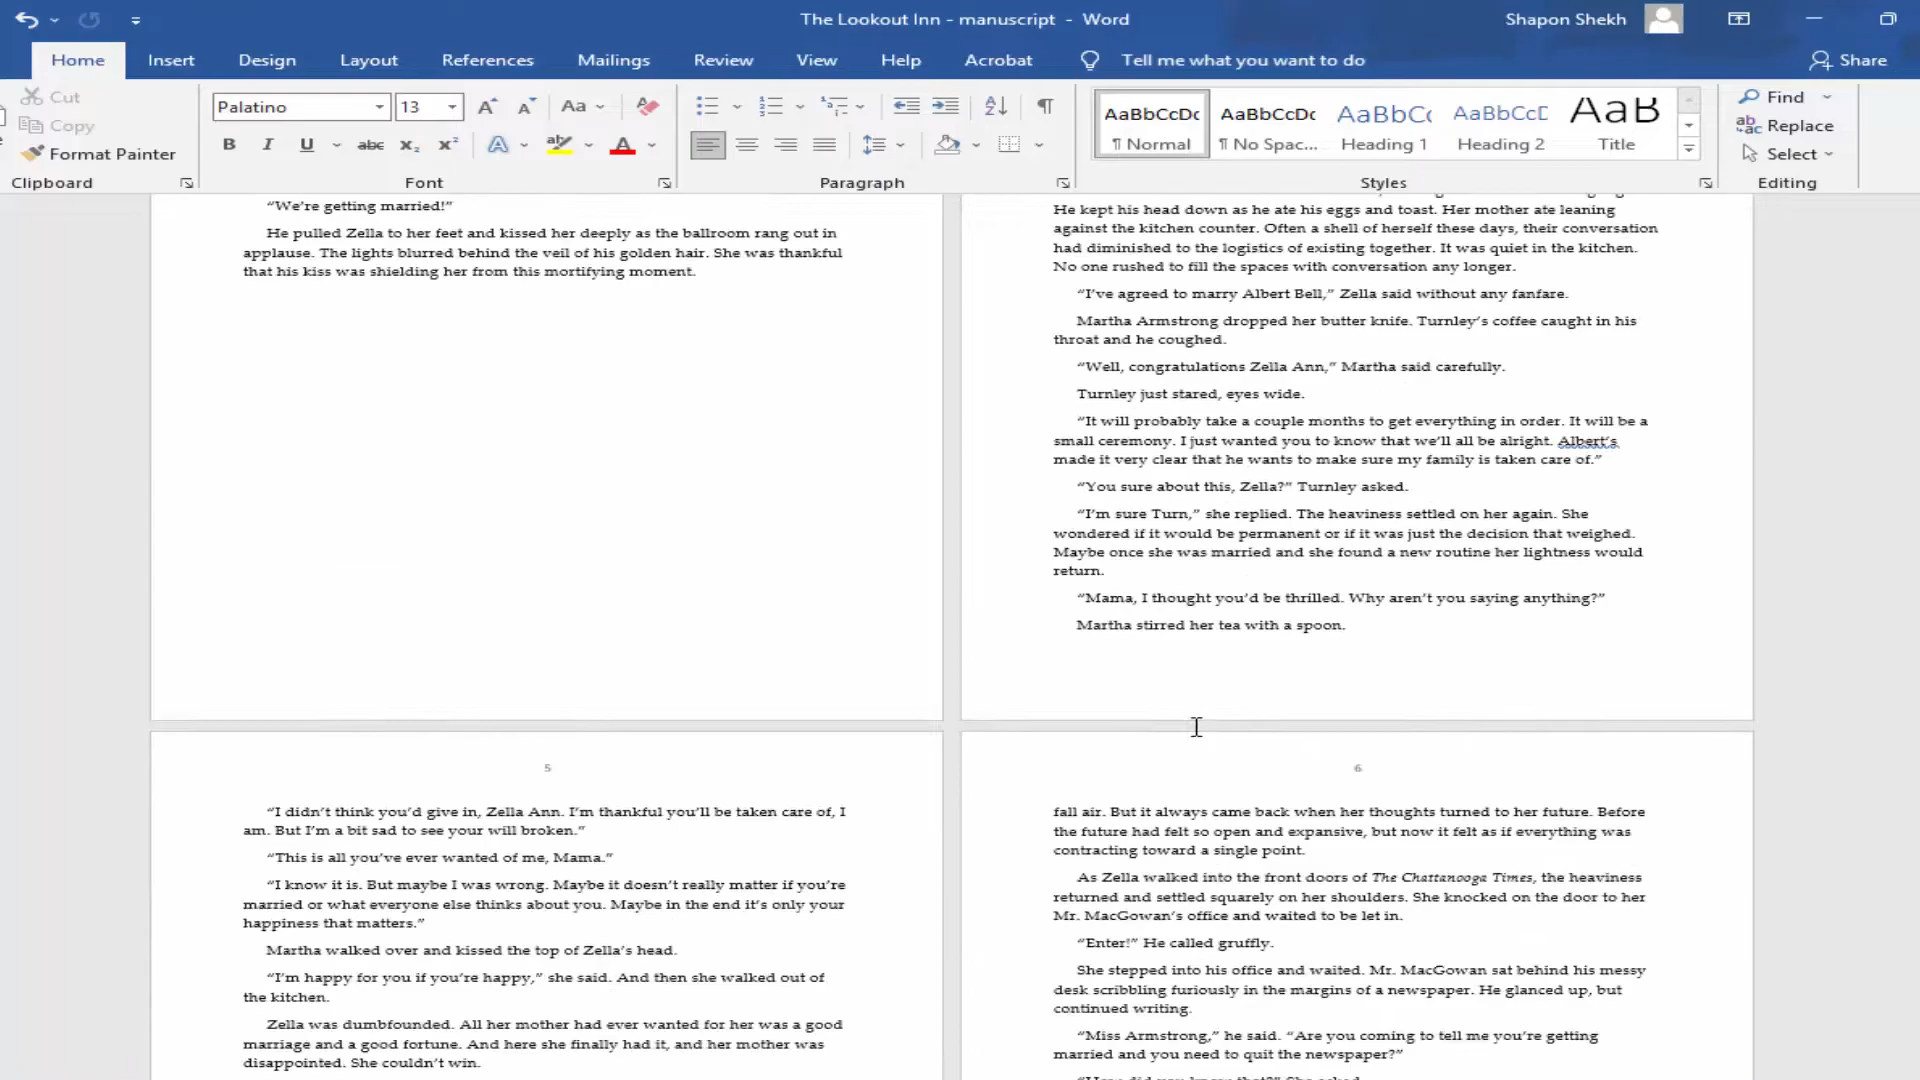 The Lookout Inn - manuscript - Word
Shapon Shekh
Home Insert Design Layout References Mailings Review View Help Acrobat Tell me what you want to do Share
Cut
Copy
Format Painter
Clipboard
Palatino 13
Font
Paragraph
AaBbCcDc AaBbCcDc AaBbCc AaBbCcD AaB
¶ Normal ¶ No Spac... Heading 1 Heading 2 Title
Styles
Find
Replace
Select
Editing
“We’re getting married!”
He pulled Zella to her feet and kissed her deeply as the ballroom rang out in
applause. The lights blurred behind the veil of his golden hair. She was thankful
that his kiss was shielding her from this mortifying moment.
He kept his head down as he ate his eggs and toast. Her mother ate leaning
against the kitchen counter. Often a shell of herself these days, their conversation
had diminished to the logistics of existing together. It was quiet in the kitchen.
No one rushed to fill the spaces with conversation any longer.
“I’ve agreed to marry Albert Bell,” Zella said without any fanfare.
Martha Armstrong dropped her butter knife. Turnley’s coffee caught in his
throat and he coughed.
“Well, congratulations Zella Ann,” Martha said carefully.
Turnley just stared, eyes wide.
“It will probably take a couple months to get everything in order. It will be a
small ceremony. I just wanted you to know that we’ll all be alright. Albert’s
made it very clear that he wants to make sure my family is taken care of.”
“You sure about this, Zella?” Turnley asked.
“I’m sure Turn,” she replied. The heaviness settled on her again. She
wondered if it would be permanent or if it was just the decision that weighed.
Maybe once she was married and she found a new routine her lightness would
return.
“Mama, I thought you’d be thrilled. Why aren’t you saying anything?”
Martha stirred her tea with a spoon.
5
“I didn’t think you’d give in, Zella Ann. I’m thankful you’ll be taken care of, I
am. But I’m a bit sad to see your will broken.”
“This is all you’ve ever wanted of me, Mama.”
“I know it is. But maybe I was wrong. Maybe it doesn’t really matter if you’re
married or what everyone else thinks about you. Maybe in the end it’s only your
happiness that matters.”
Martha walked over and kissed the top of Zella’s head.
“I’m happy for you if you’re happy,” she said. And then she walked out of
the kitchen.
Zella was dumbfounded. All her mother had ever wanted for her was a good
marriage and a good fortune. And here she finally had it, and her mother was
disappointed. She couldn’t win.
6
fall air. But it always came back when her thoughts turned to her future. Before
the future had felt so open and expansive, but now it felt as if everything was
contracting toward a single point.
As Zella walked into the front doors of The Chattanooga Times, the heaviness
returned and settled squarely on her shoulders. She knocked on the door to her
Mr. MacGowan’s office and waited to be let in.
“Enter!” He called gruffly.
She stepped into his office and waited. Mr. MacGowan sat behind his messy
desk scribbling furiously in the margins of a newspaper. He glanced up, but
continued writing.
“Miss Armstrong,” he said. “Are you coming to tell me you’re getting
married and you need to quit the newspaper?”